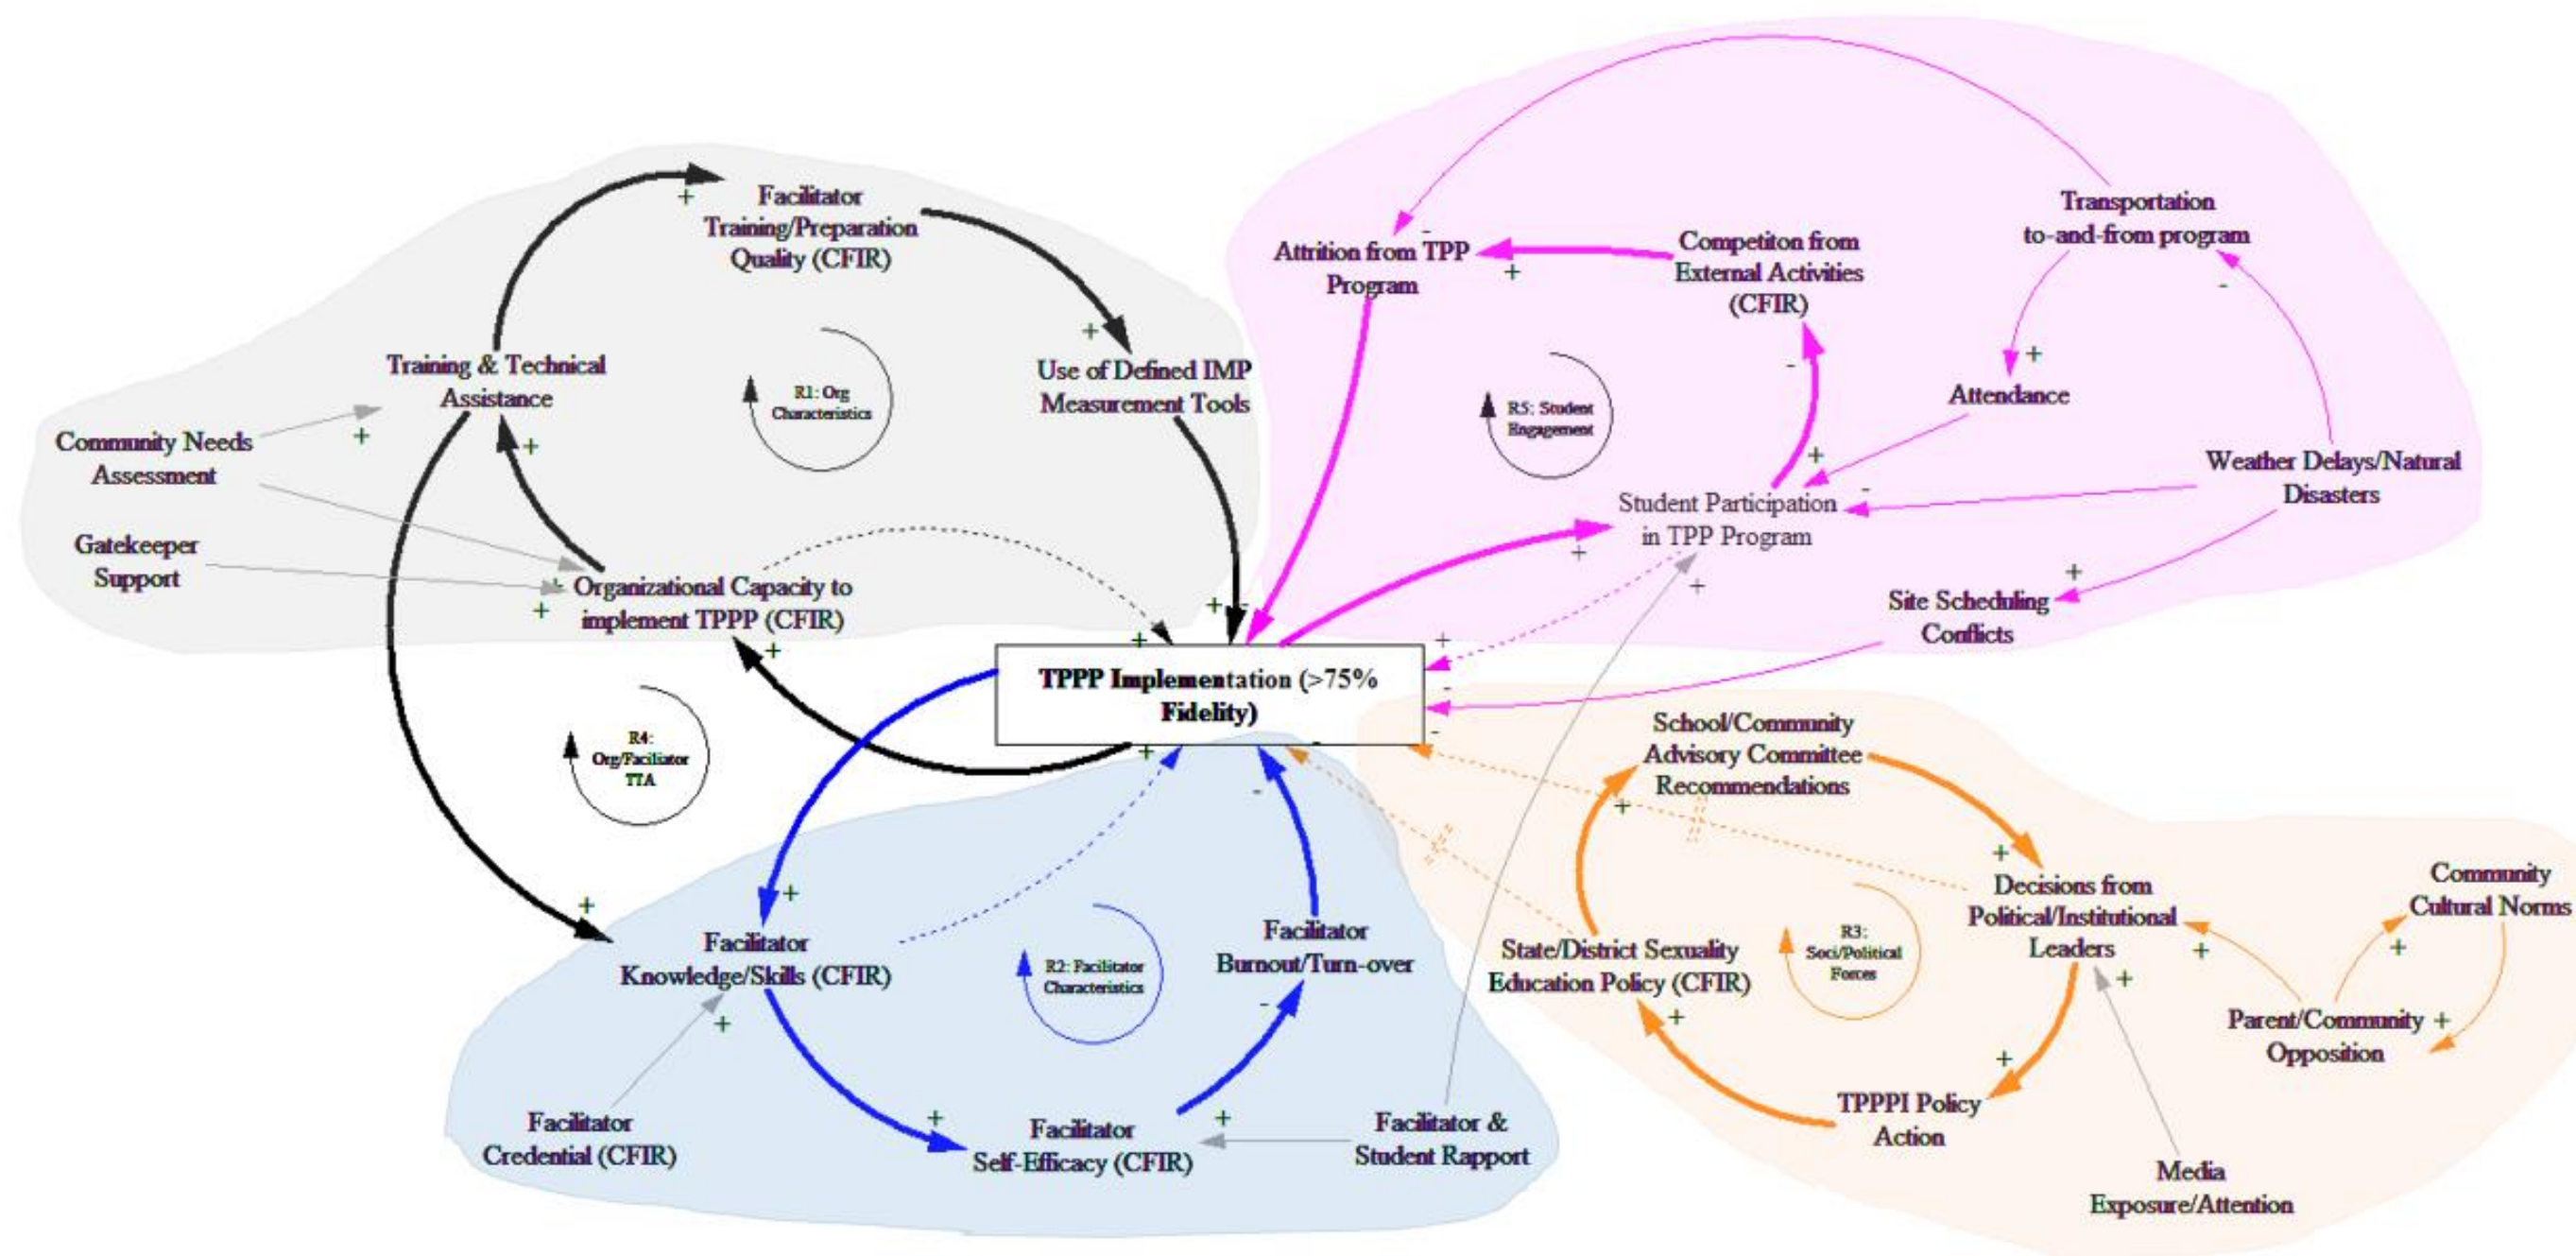 Facilitator
Training/Preparation
Quality (CFIR)
Training & Technical
Assistance
R1: Org
Characteristics
Use of Defined IMP
Measurement Tools
Community Needs
Assessment
Gatekeeper
Support
Organizational Capacity to
implement TPPP (CFIR)
Attrition from TPP
Program
Competiton from
External Activities
(CFIR)
Transportation
to-and-from program
R5: Student
Engagement
Attendance
Weather Delays/Natural
Disasters
Student Participation
in TPP Program
Site Scheduling
Conflicts
TPPP Implementation (>75%
Fidelity)
R4:
Org/Faciliator
TTA
Facilitator
Knowledge/Skills (CFIR)
R2: Facilitator
Characteristics
Facilitator
Burnout/Turn-over
Facilitator
Credential (CFIR)
Facilitator
Self-Efficacy (CFIR)
Facilitator &
Student Rapport
School/Community
Advisory Committee
Recommendations
Decisions from
Political/Institutional
Leaders
Community
Cultural Norms
State/District Sexuality
Education Policy (CFIR)
R3:
Soci/Political
Forces
Parent/Community
Opposition
TPPPI Policy
Action
Media
Exposure/Attention